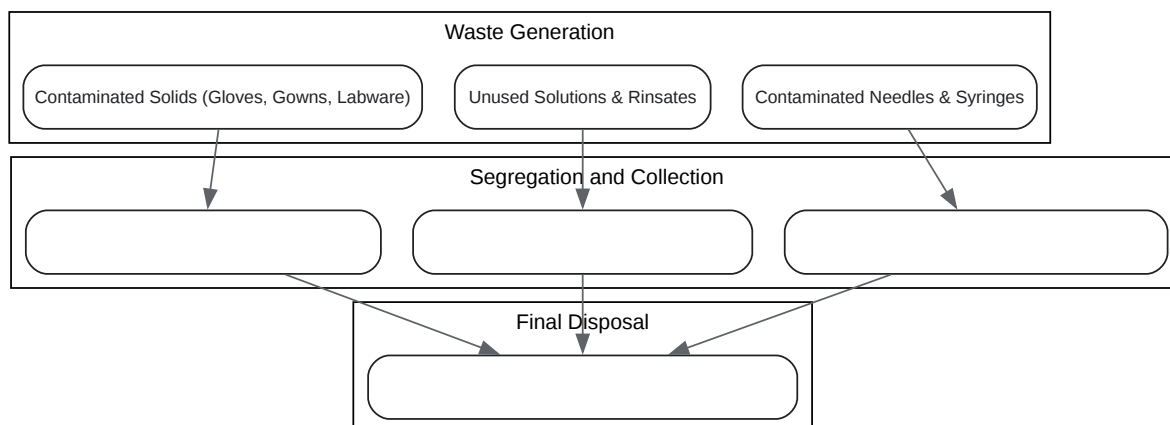 Waste Generation
Contaminated Solids (Gloves, Gowns, Labware)
Unused Solutions & Rinsates
Contaminated Needles & Syringes
Segregation and Collection
Final Disposal